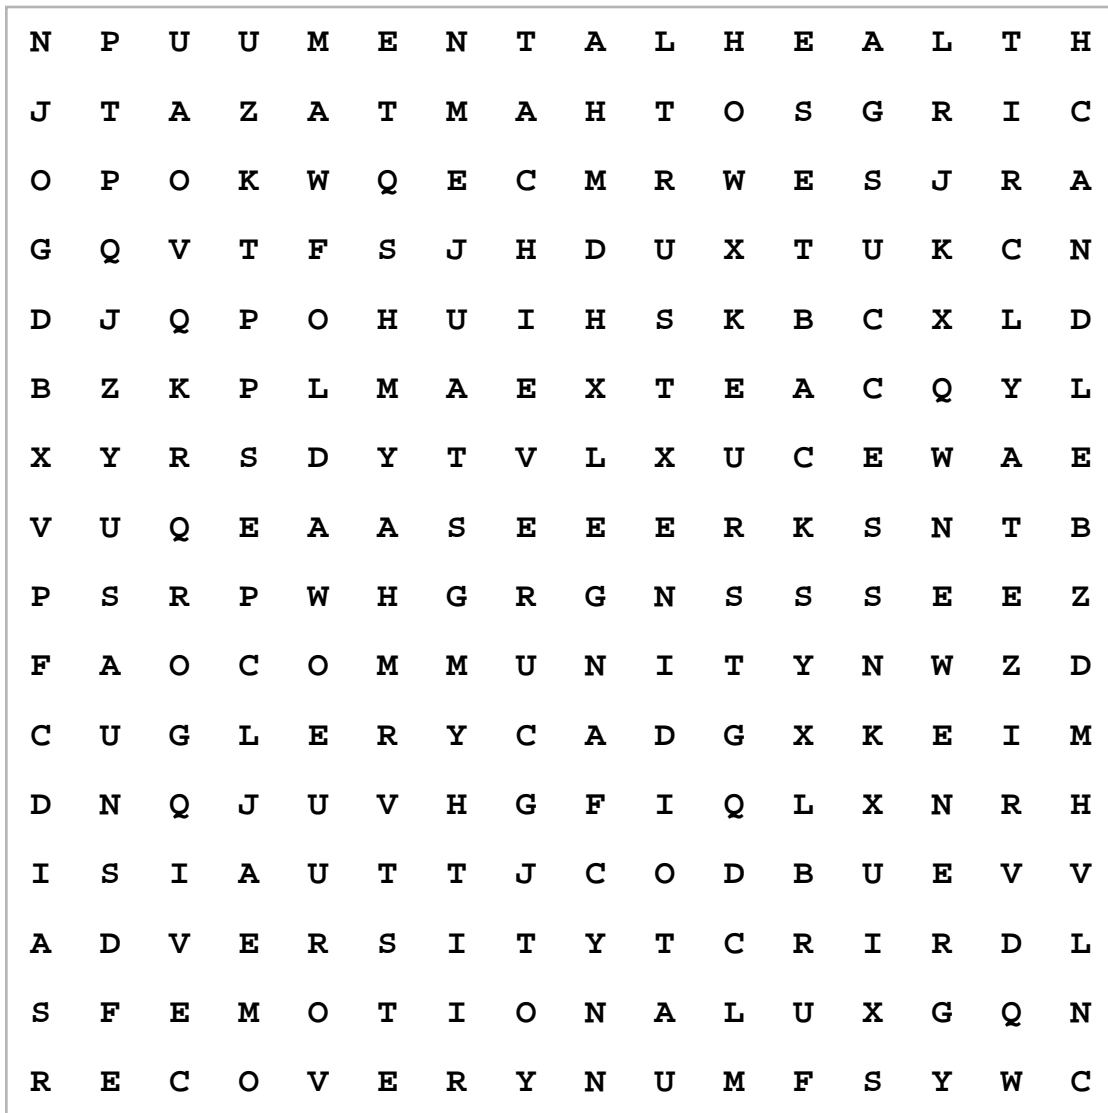 N P U U M E N T A L H E A L T H
J T A Z A T M A H T O S G R I C
O P O K W Q E C M R W E S J R A
G Q V T F S J H D U X T U K C N
D J Q P O H U I H S K B C X L D
B Z K P L M A E X T E A C Q Y L
X Y R S D Y T V L X U C E W A E
V U Q E A A S E E E R K S N T B
P S R P W H G R G N S S S E E Z
F A O C O M M U N I T Y N W Z D
C U G L E R Y C A D G X K E I M
D N Q J U V H G F I Q L X N R H
I S I A U T T J C O D B U E V V
A D V E R S I T Y T C R I R D L
S F E M O T I O N A L U X G Q N
R E C O V E R Y N U M F S Y W C